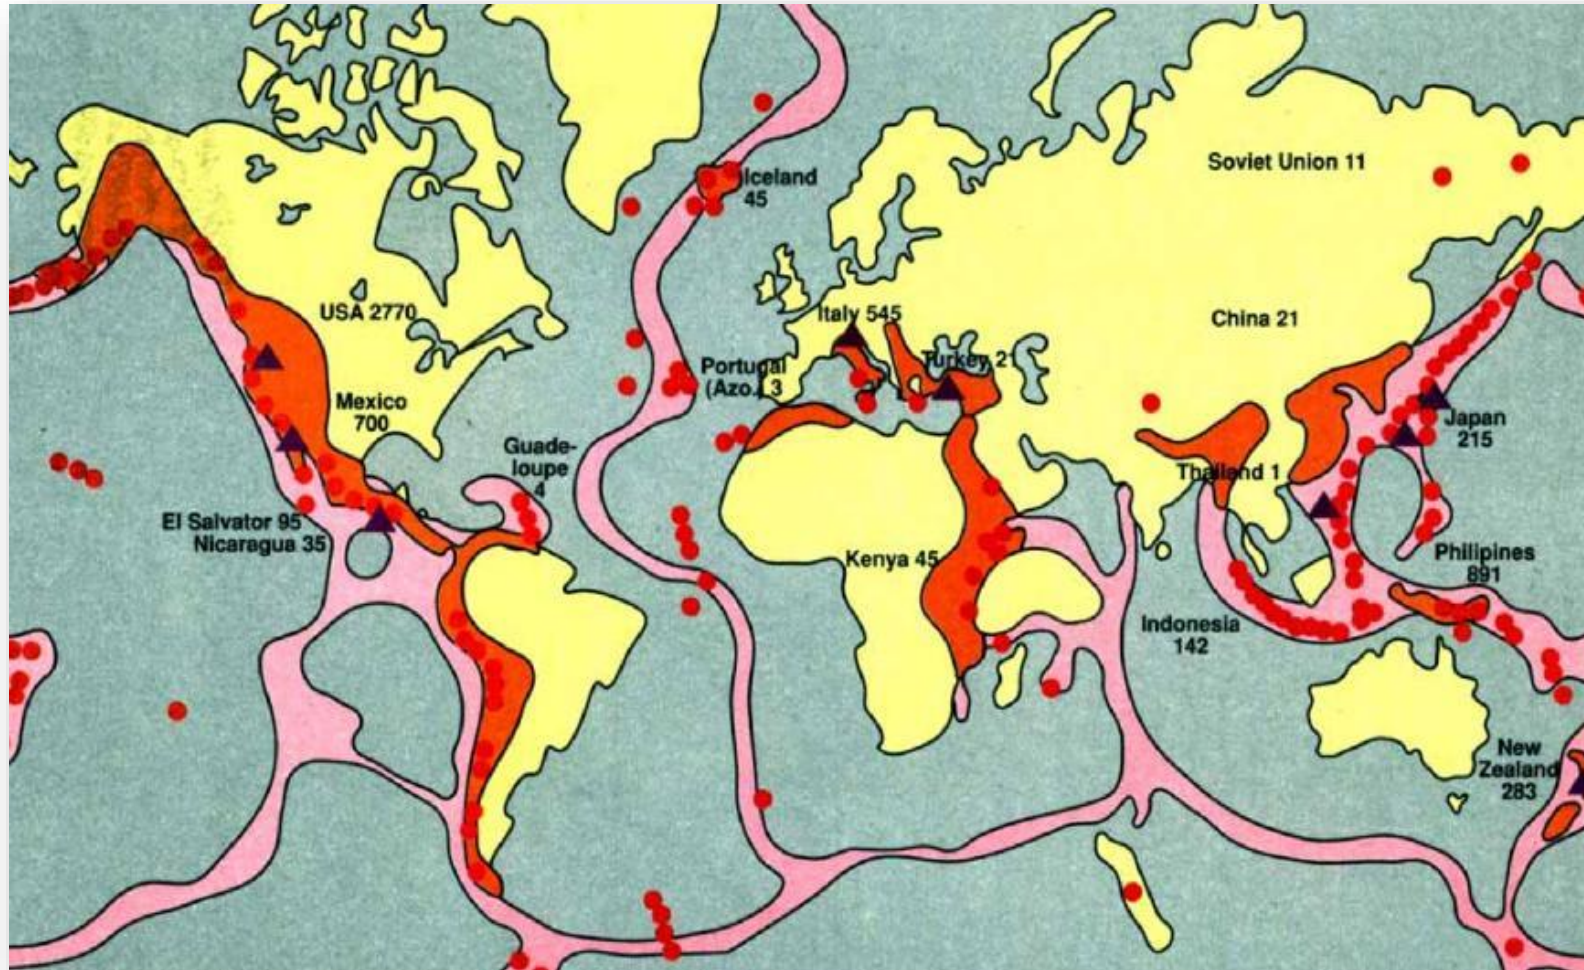 Iceland
45
Soviet Union 11
USA 2770
Italy 545
China 21
Portugal
(Azo.) 3
Turkey 21
Mexico
700
Japan
215
Guade-
loupe
4
Thailand 1
El Salvator 95
Nicaragua 35
Kenya 45
Philipines
891
Indonesia
142
New
Zealand
283